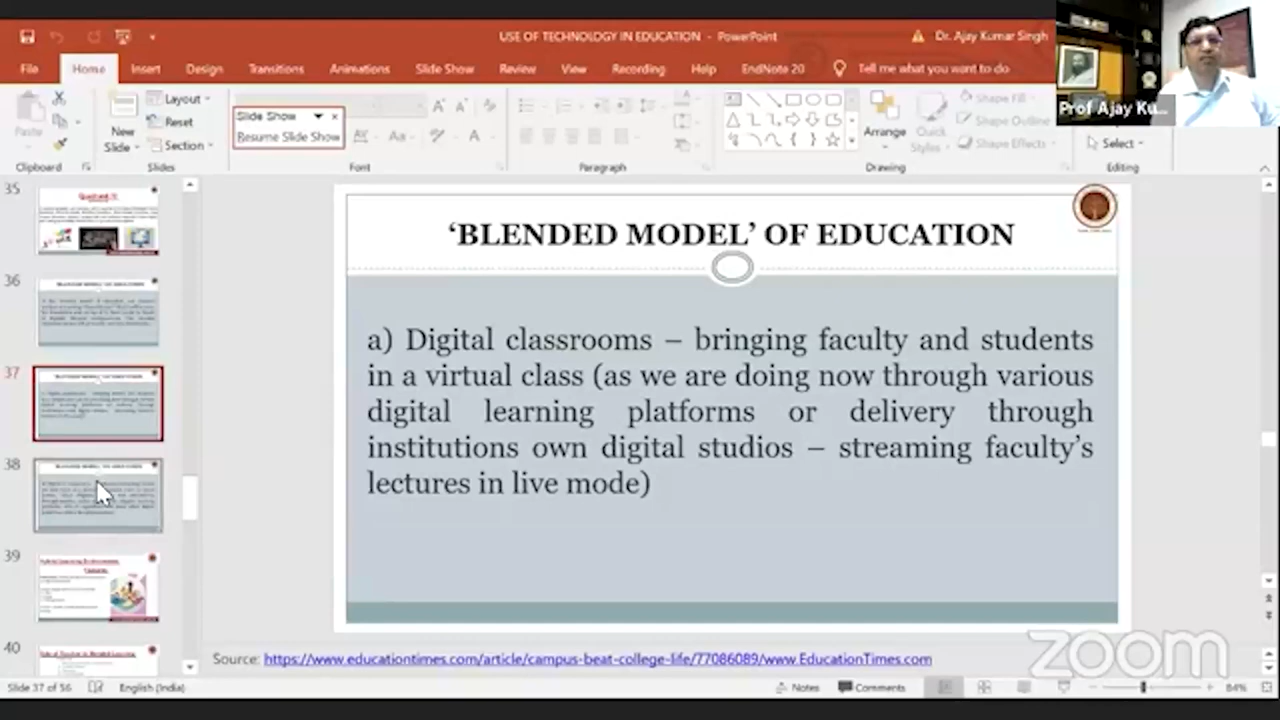 USE OF TECHNOLOGY IN EDUCATION - PowerPoint
Dr. Ajay Kumar Singh
File Home Insert Design Transitions Animations Slide Show Review View Recording Help EndNote 20 Tell me what you want to do
Prof Ajay Ku...
Paste
New
Slide
Layout
Reset
Section
Slide Show
Resume Slide Show
Aa
Arrange
Quick
Styles
Shape Fill
Shape Outline
Shape Effects
Select
Clipboard Slides Font Paragraph Drawing Editing
35
36
37
38
39
40
‘BLENDED MODEL’ OF EDUCATION
a) Digital classrooms – bringing faculty and students
in a virtual class (as we are doing now through various
digital learning platforms or delivery through
institutions own digital studios – streaming faculty’s
lectures in live mode)
Source: https://www.educationtimes.com/article/campus-beat-college-life/77086089/www.EducationTimes.com
zoom
Slide 37 of 56 English (India) Notes Comments 84%